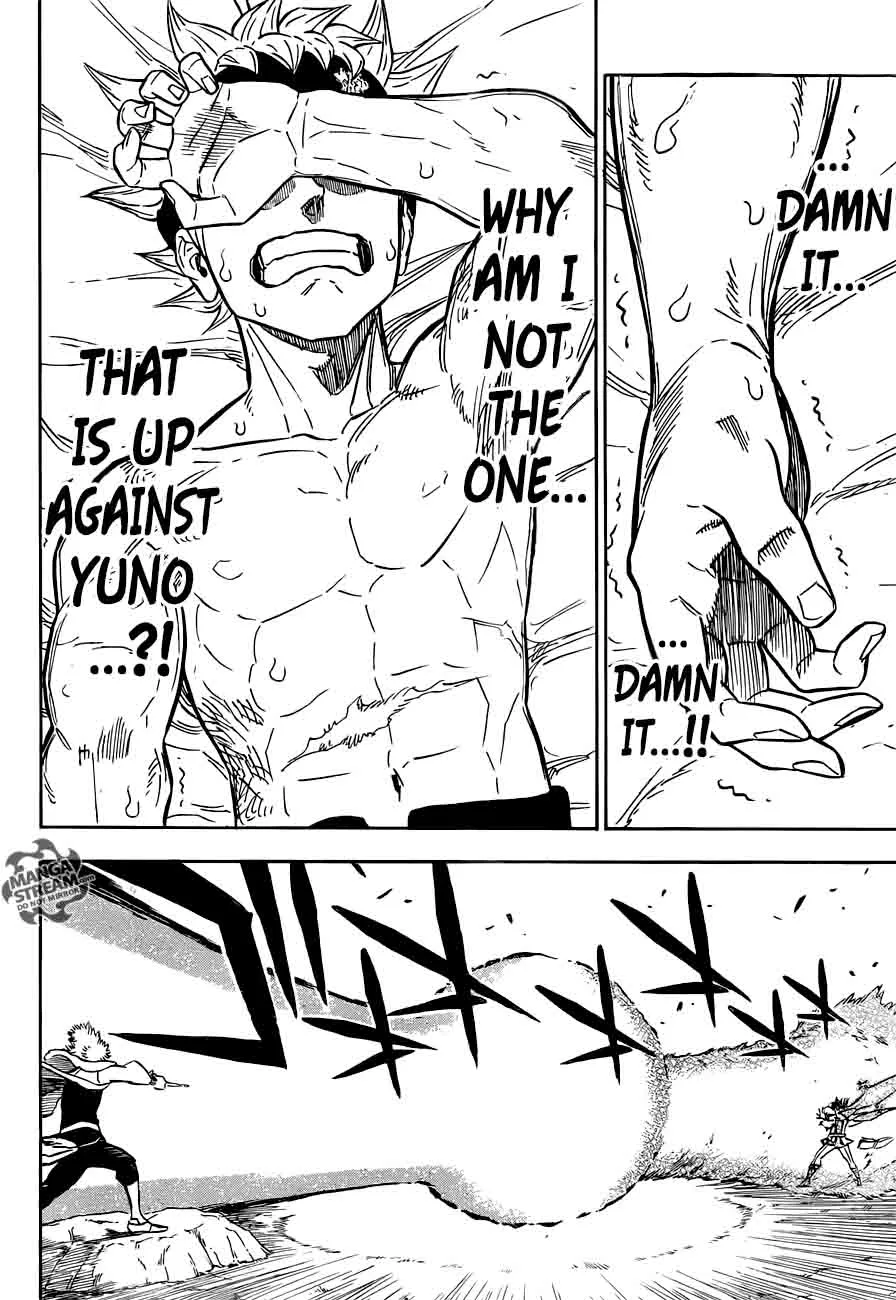 ...
DAMN
IT...
...
DAMN
IT...!!
WHY
AM I
NOT
THE
ONE...
THAT
IS UP
AGAINST
YUNO
...?!
MANGA
STREAM.com
DO NOT MIRROR